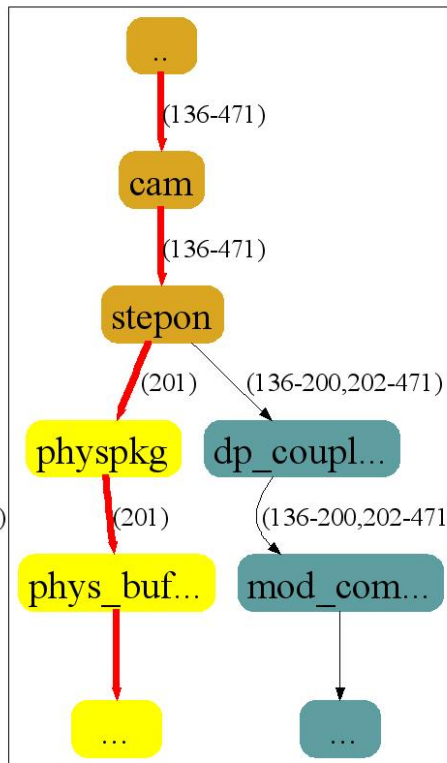 ..
(136-471)
cam
(136-471)
stepon
(201) (136-200,202-471)
physpkg dp_coupl...
) (201) (136-200,202-471
phys_buf... mod_com...
... ...